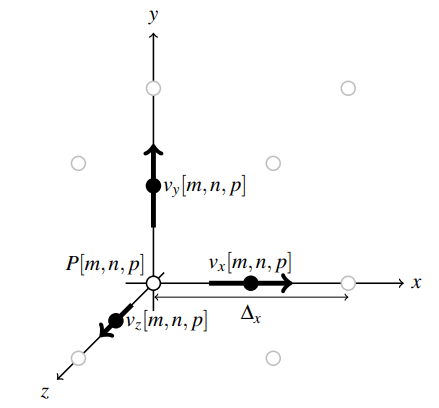 y
v_y[m,n,p]
P[m,n,p]
v_x[m,n,p]
x
Δ_x
v_z[m,n,p]
z